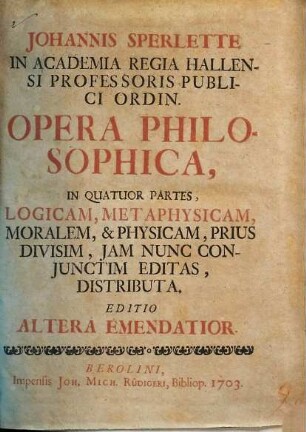 JOHANNIS SPERLETTE
IN ACADEMIA REGIA HALLEN-
SI PROFESSORIS PUBLI-
CI ORDIN.
OPERA PHILO-
SOPHICA,
IN QUATUOR PARTES,
LOGICAM, METAPHYSICAM,
MORALEM, & PHYSICAM, PRIUS
DIVISIM, JAM NUNC CON-
JUNCTIM EDITAS,
DISTRIBUTA.
EDITIO
ALTERA EMENDATIOR.
BEROLINI,
Impensis JOH. MICH. RÜDIGERI, Bibliop. 1703.